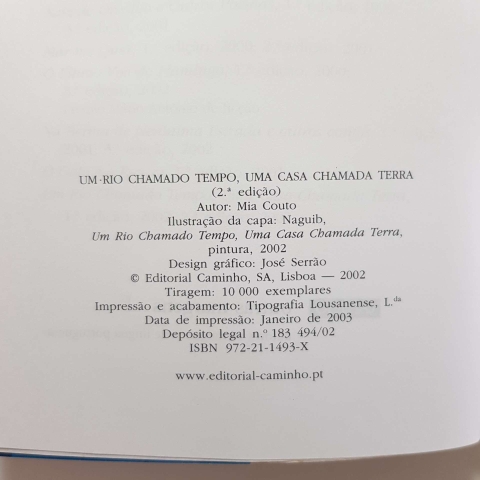 UM RIO CHAMADO TEMPO, UMA CASA CHAMADA TERRA
(2.ª edição)
Autor: Mia Couto
Ilustração da capa: Naguib,
Um Rio Chamado Tempo, Uma Casa Chamada Terra,
pintura, 2002
Design gráfico: José Serrão
© Editorial Caminho, SA, Lisboa — 2002
Tiragem: 10 000 exemplares
Impressão e acabamento: Tipografia Lousanense, L.da
Data de impressão: Janeiro de 2003
Depósito legal n.º 183 494/02
ISBN 972-21-1493-X
www.editorial-caminho.pt